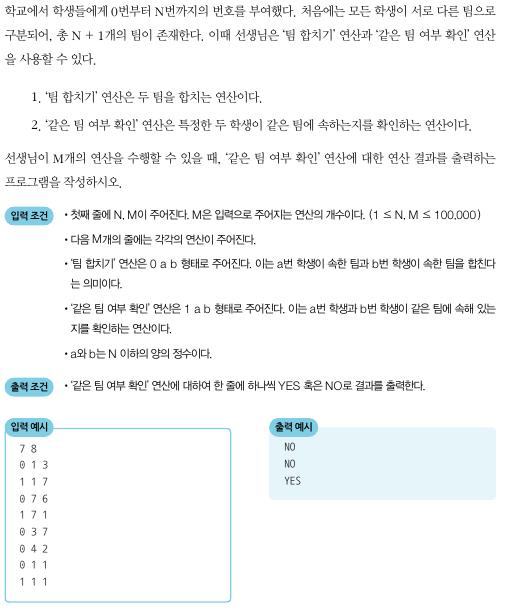 학교에서 학생들에게 0번부터 N번까지의 번호를 부여했다. 처음에는 모든 학생이 서로 다른 팀으로
구분되어, 총 N + 1개의 팀이 존재한다. 이때 선생님은 ‘팀 합치기’ 연산과 ‘같은 팀 여부 확인’ 연산
을 사용할 수 있다.
1. ‘팀 합치기’ 연산은 두 팀을 합치는 연산이다.
2. ‘같은 팀 여부 확인’ 연산은 특정한 두 학생이 같은 팀에 속하는지를 확인하는 연산이다.
선생님이 M개의 연산을 수행할 수 있을 때, ‘같은 팀 여부 확인’ 연산에 대한 연산 결과를 출력하는
프로그램을 작성하시오.
입력 조건 • 첫째 줄에 N, M이 주어진다. M은 입력으로 주어지는 연산의 개수이다. (1 ≤ N, M ≤ 100,000)
• 다음 M개의 줄에는 각각의 연산이 주어진다.
• ‘팀 합치기’ 연산은 0 a b 형태로 주어진다. 이는 a번 학생이 속한 팀과 b번 학생이 속한 팀을 합친다
는 의미이다.
• ‘같은 팀 여부 확인’ 연산은 1 a b 형태로 주어진다. 이는 a번 학생과 b번 학생이 같은 팀에 속해 있는
지를 확인하는 연산이다.
• a와 b는 N 이하의 양의 정수이다.
출력 조건 • ‘같은 팀 여부 확인’ 연산에 대하여 한 줄에 하나씩 YES 혹은 NO로 결과를 출력한다.
입력 예시
7 8
0 1 3
1 1 7
0 7 6
1 7 1
0 3 7
0 4 2
0 1 1
1 1 1
출력 예시
NO
NO
YES